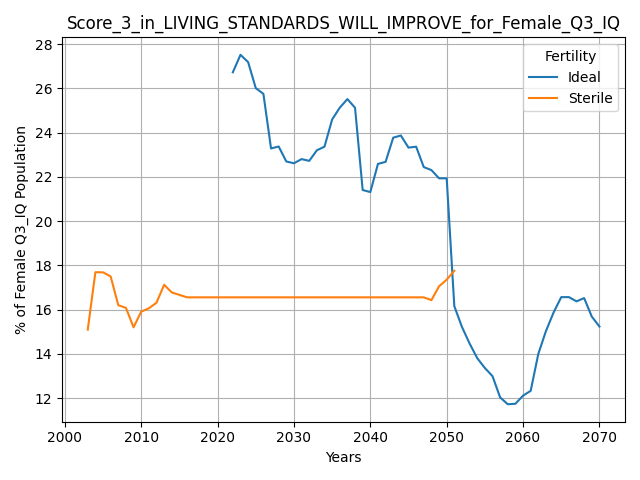 Score_3_in_LIVING_STANDARDS_WILL_IMPROVE_for_Female_Q3_IQ
% of Female Q3_IQ Population
28
26
24
22
20
18
16
14
12
Fertility
Ideal
Sterile
2000 2010 2020 2030 2040 2050 2060 2070
Years